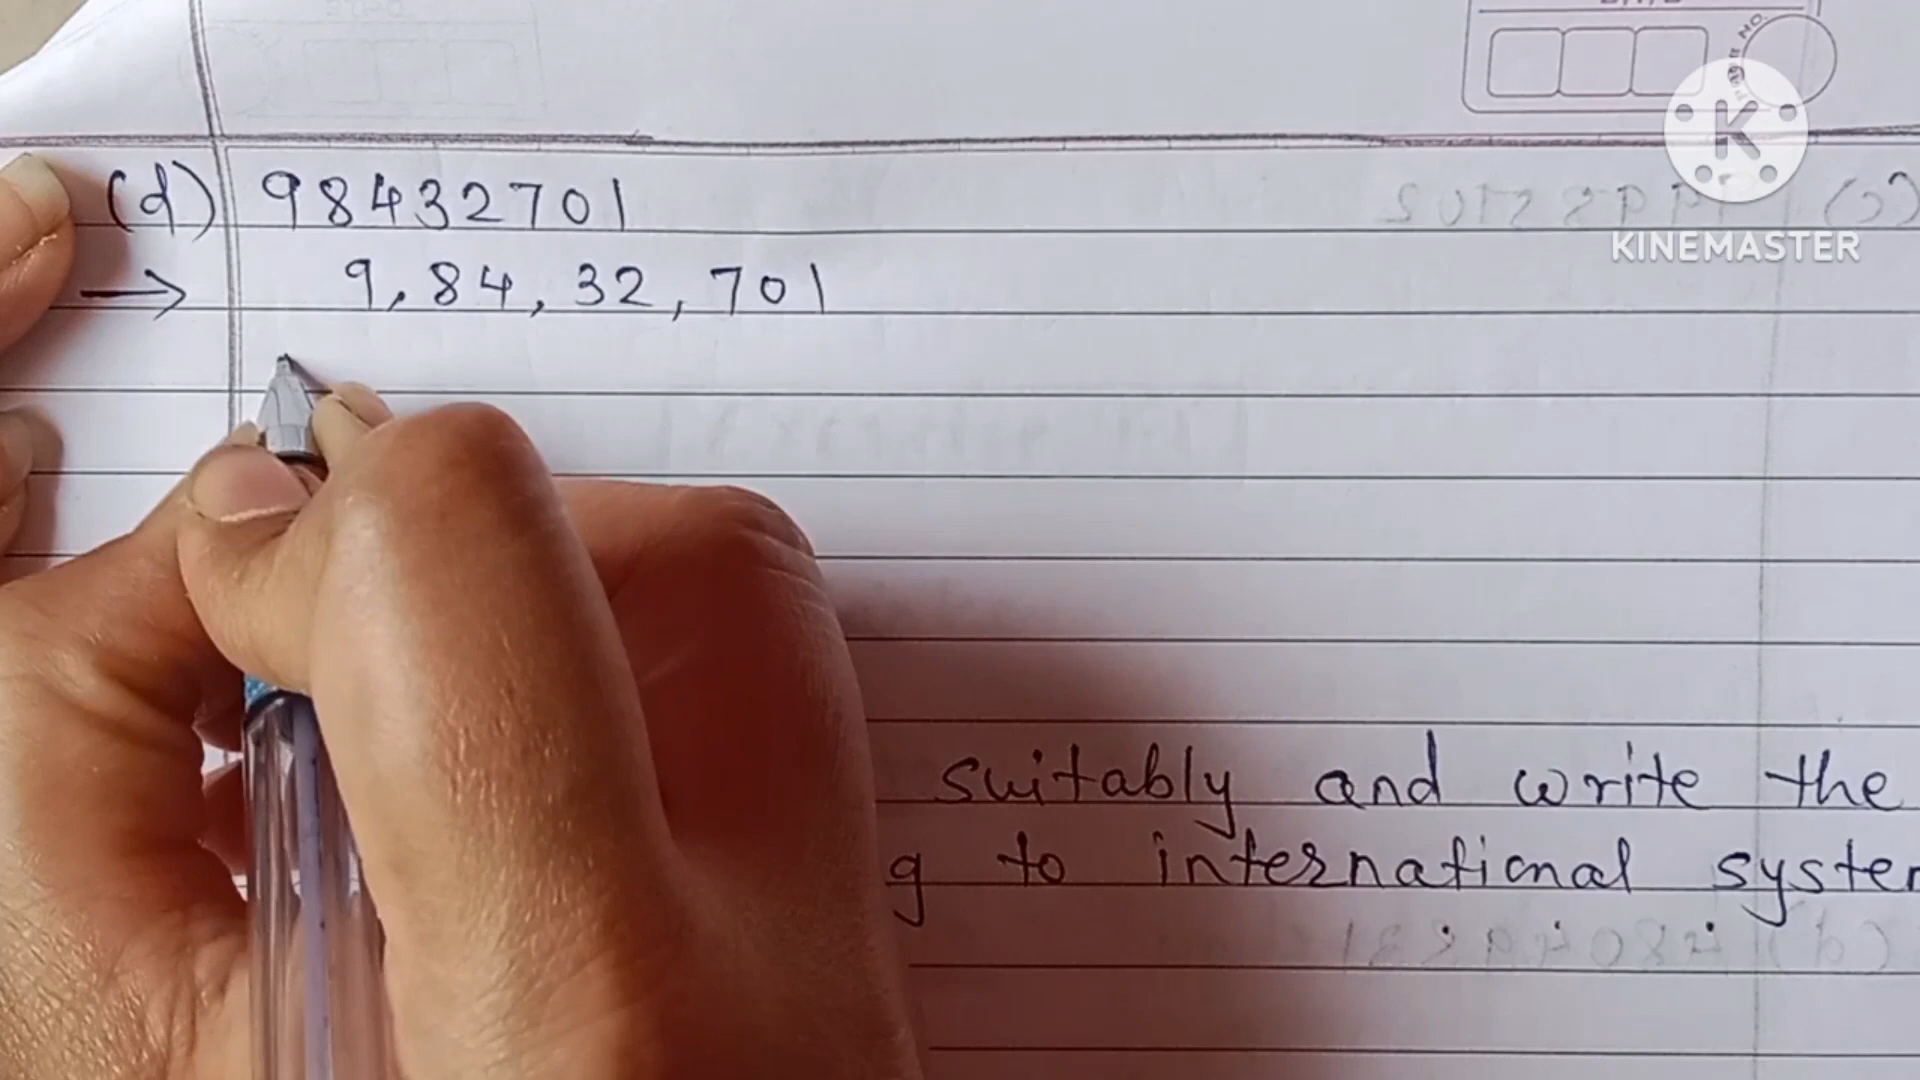 (d) 98432701
→ 9,84,32,701
suitably and write the
g to international system
KINEMASTER